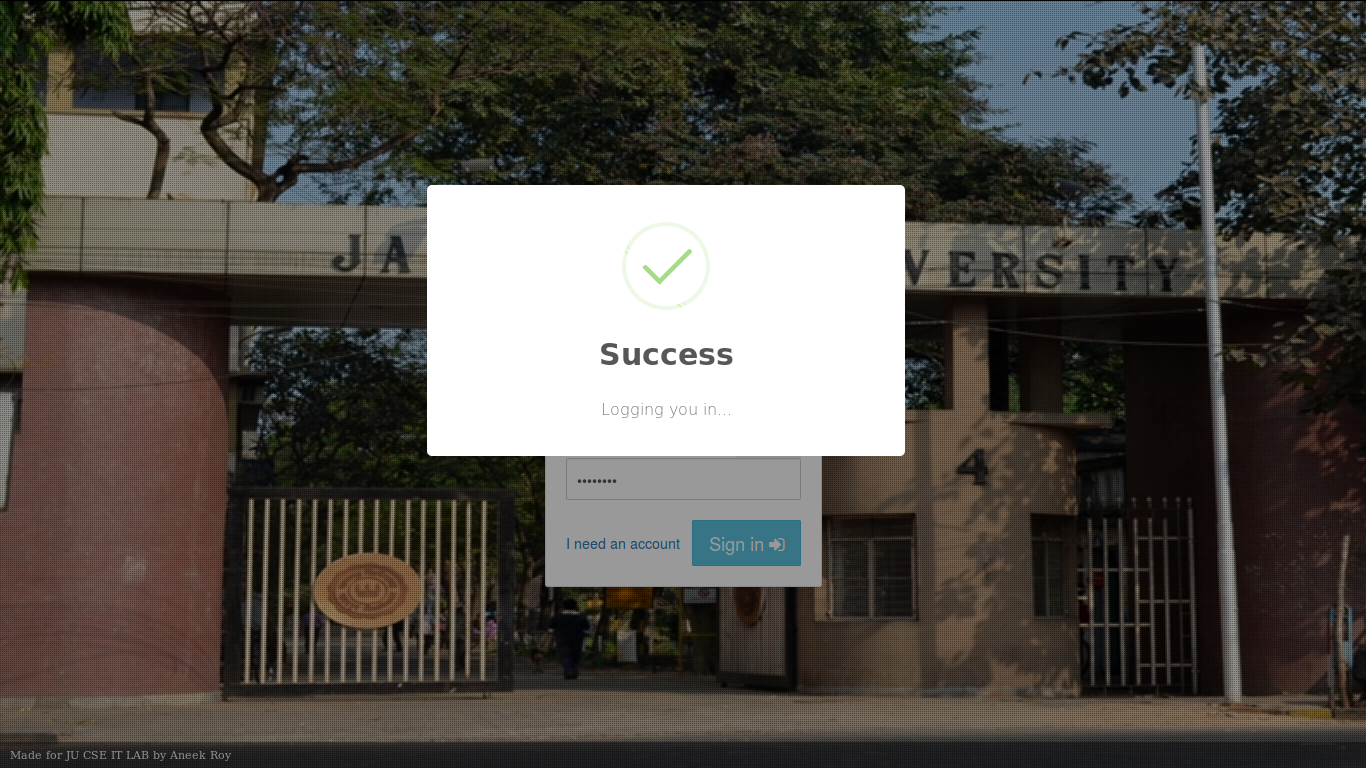 JA
VERSITY
Success
Logging you in...
4
••••••••
I need an account
Sign in
Made for JU CSE IT LAB by Aneek Roy